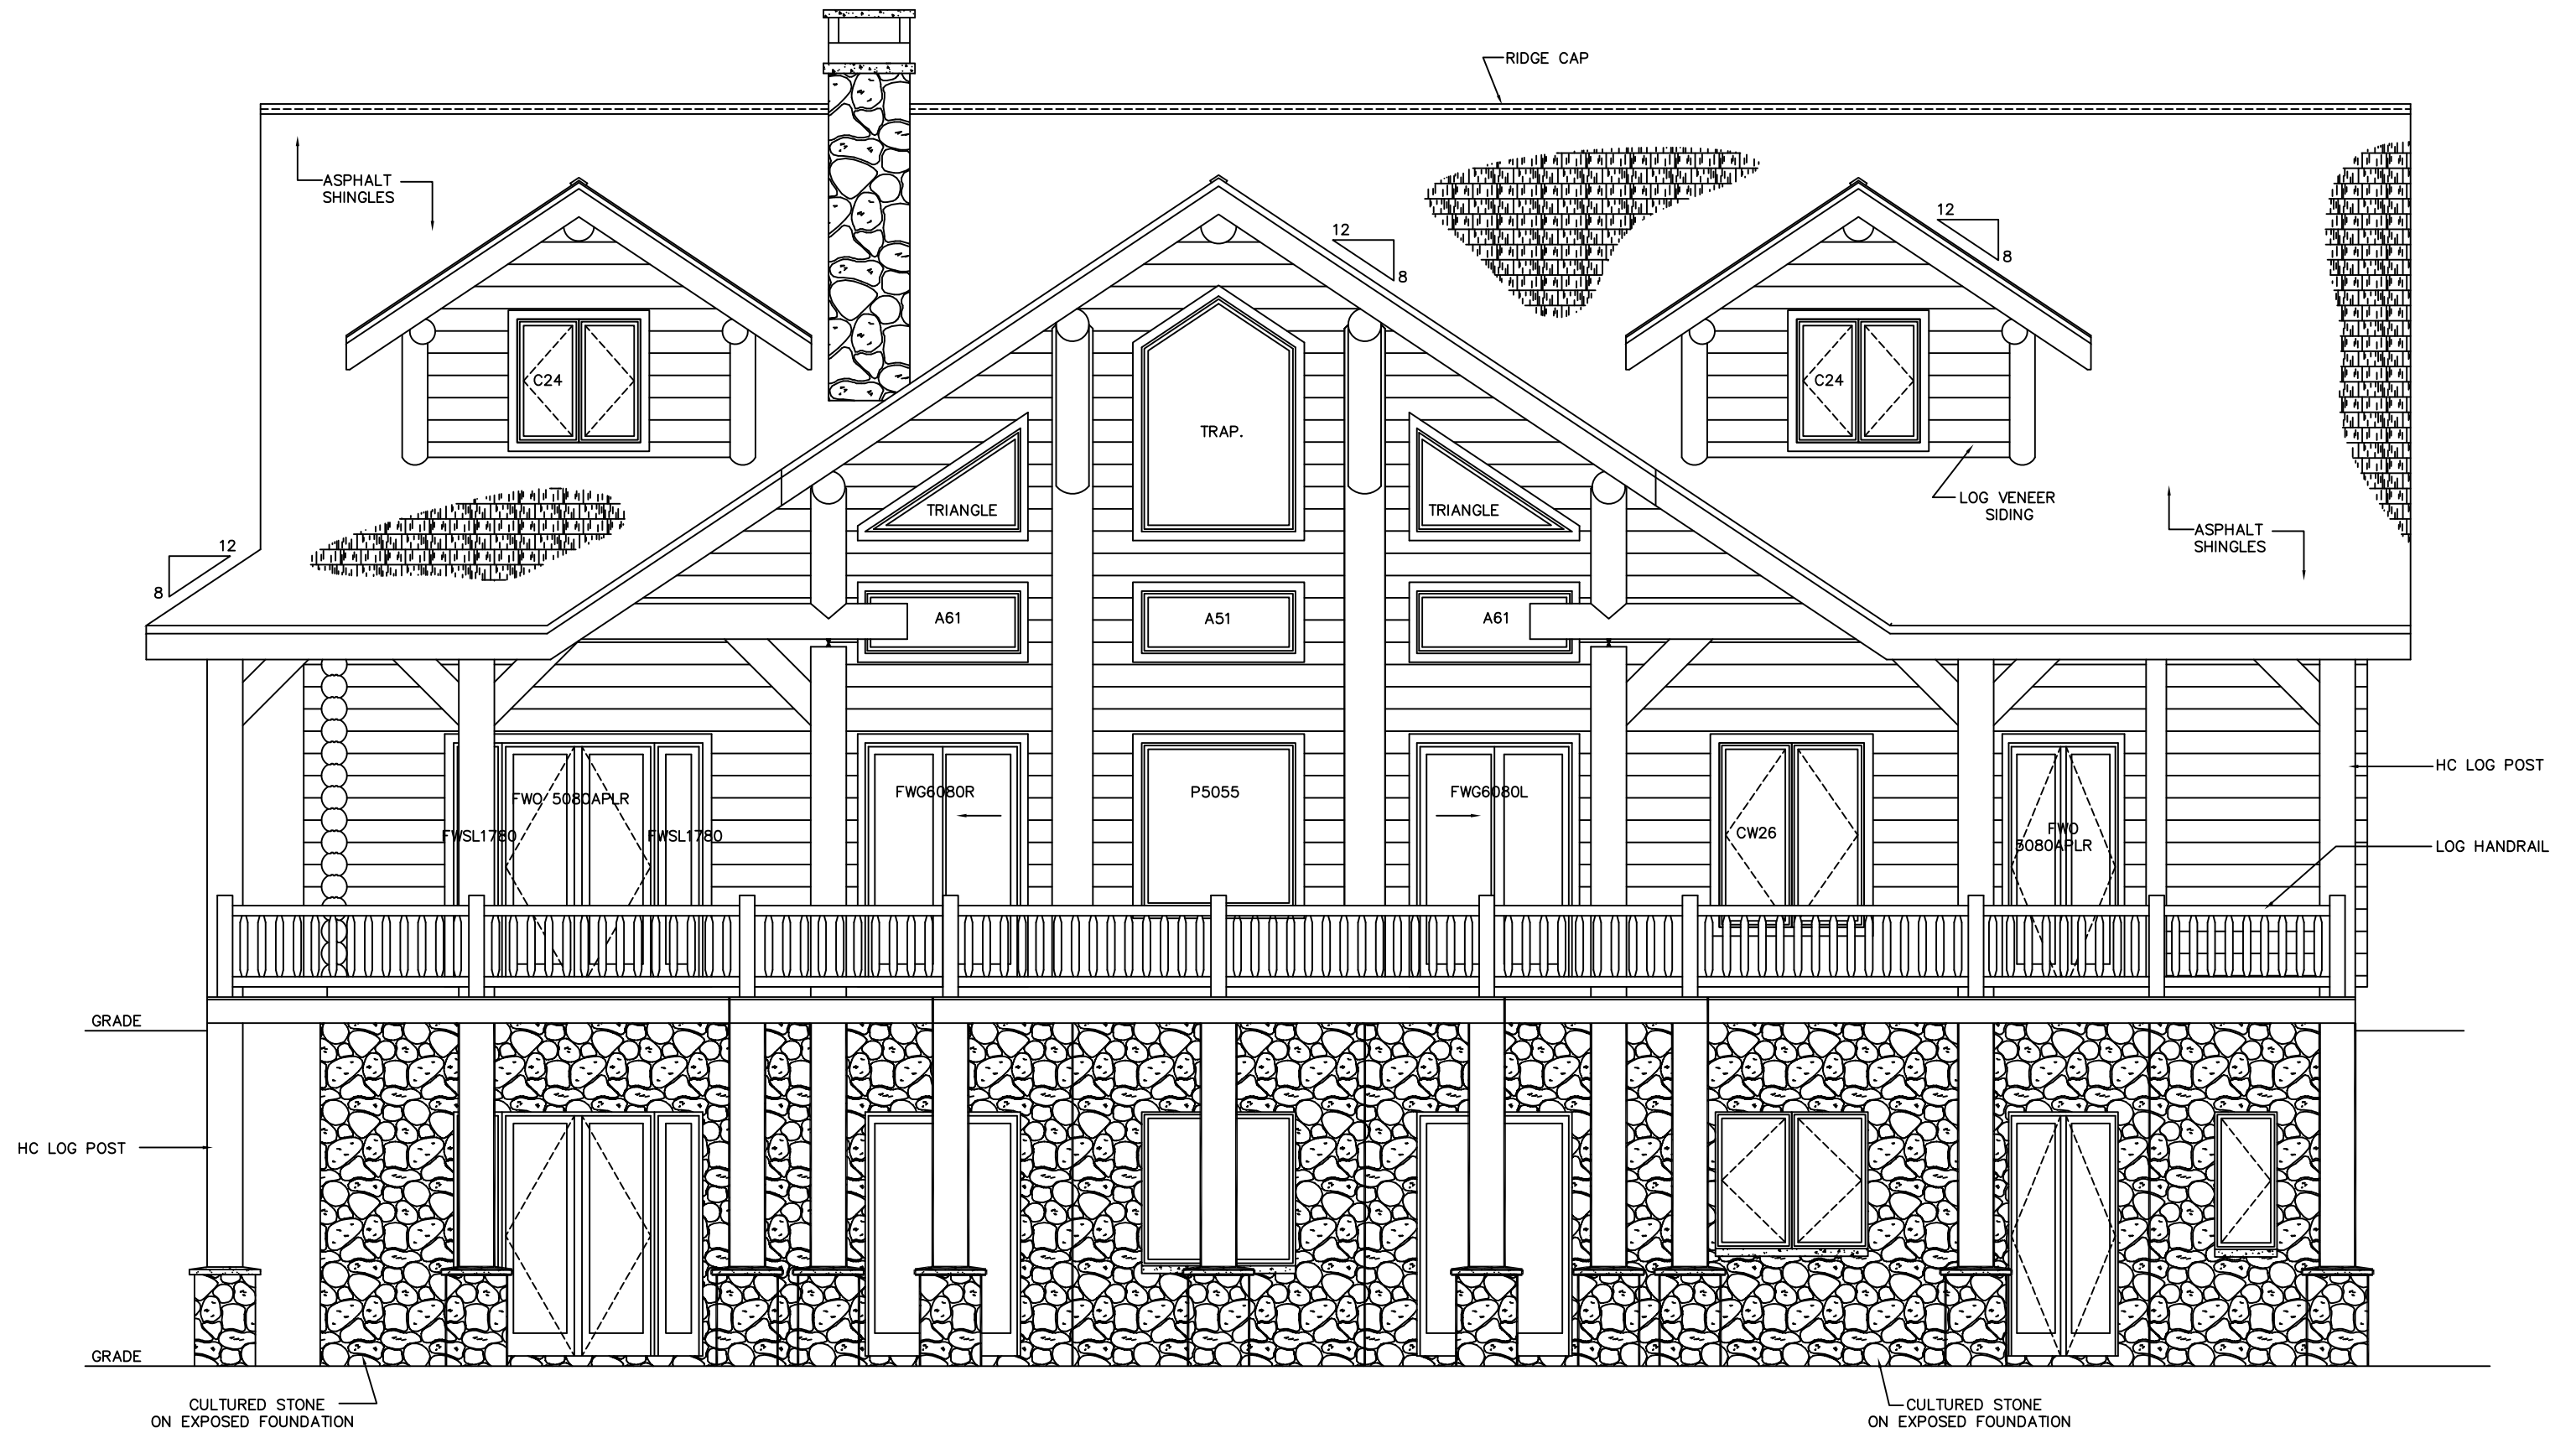 RIDGE CAP
ASPHALT
SHINGLES
12
8
12
8
C24
C24
TRAP.
TRIANGLE
TRIANGLE
LOG VENEER
SIDING
ASPHALT
SHINGLES
12
8
A61
A51
A61
HC LOG POST
FWO 5080APLR
FWG6080R
P5055
FWG6080L
FWSL1780
FWSL1780
CW26
FWO
5080APLR
LOG HANDRAIL
GRADE
HC LOG POST
GRADE
CULTURED STONE
ON EXPOSED FOUNDATION
CULTURED STONE
ON EXPOSED FOUNDATION